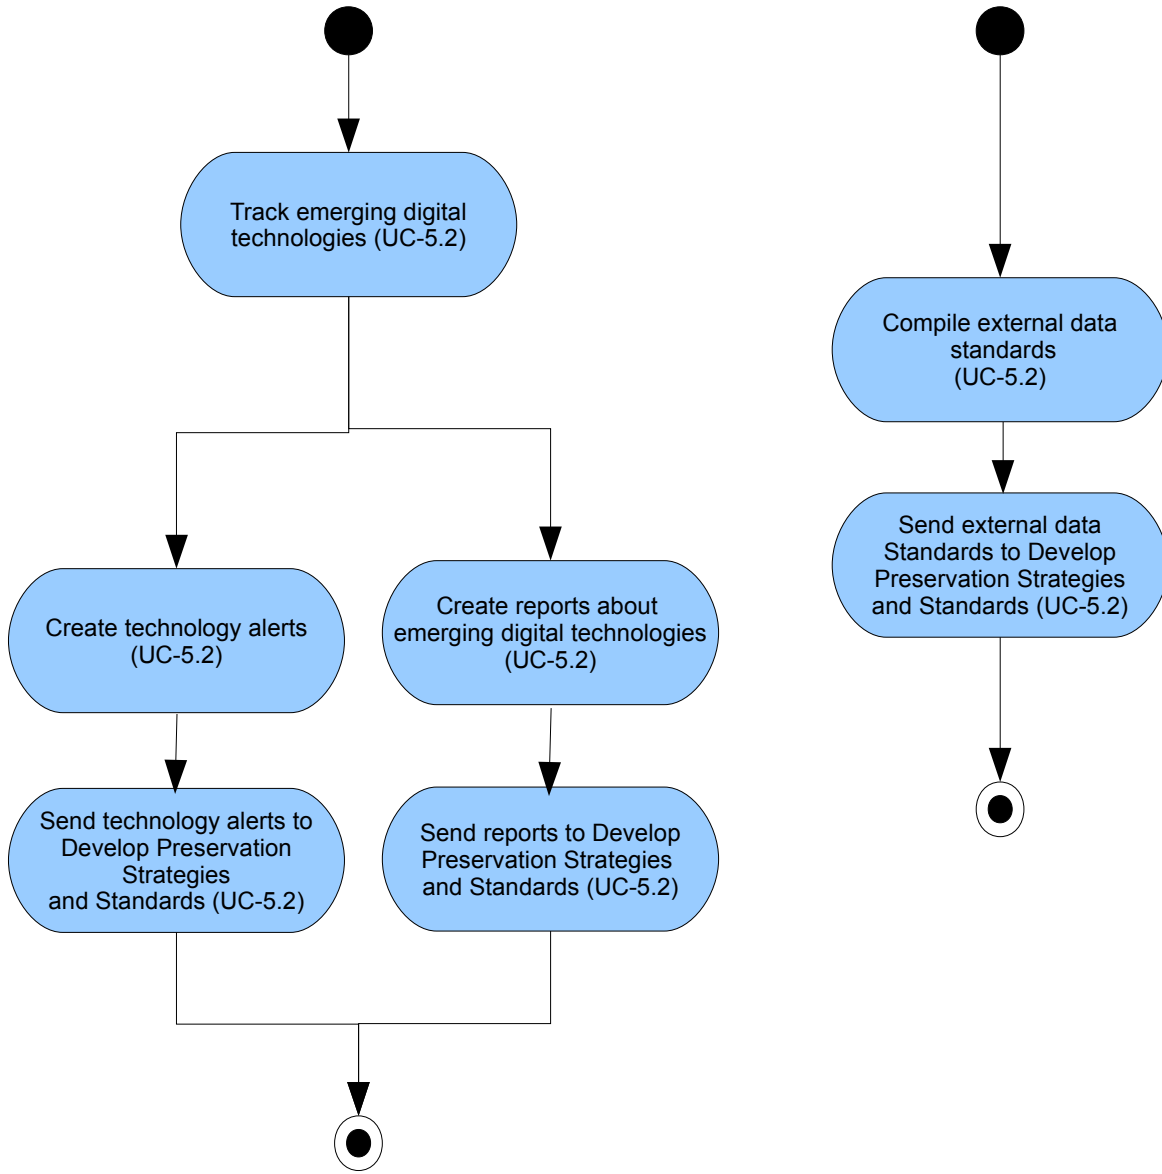 Track emerging digital
technologies (UC-5.2)
Compile external data
standards
(UC-5.2)
Send external data
Standards to Develop
Preservation Strategies
and Standards (UC-5.2)
Create technology alerts
(UC-5.2)
Create reports about
emerging digital technologies
(UC-5.2)
Send technology alerts to
Develop Preservation
Strategies
and Standards (UC-5.2)
Send reports to Develop
Preservation Strategies
and Standards (UC-5.2)